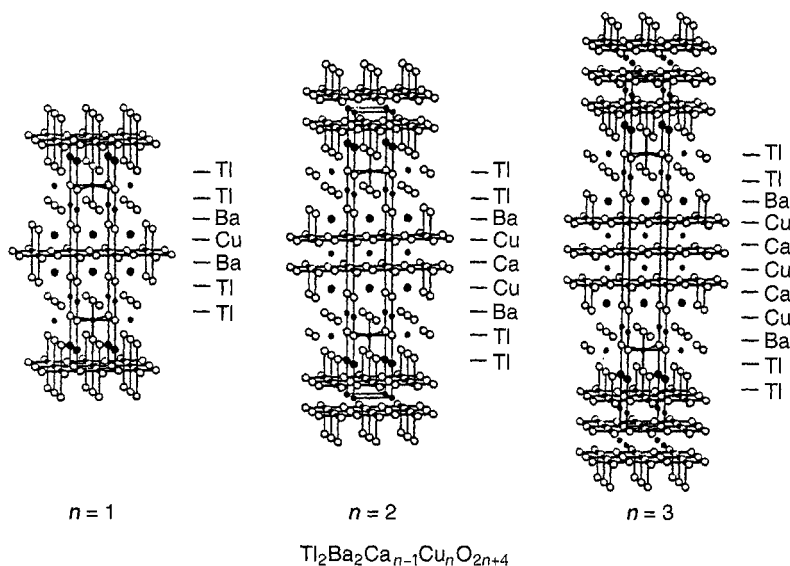 Tl
Tl
Ba
Cu
Ba
Tl
Tl
n = 1
Tl
Tl
Ba
Cu
Ca
Cu
Ba
Tl
Tl
n = 2
Tl
Tl
Ba
Cu
Ca
Cu
Ca
Cu
Ba
Tl
Tl
n = 3
Tl₂Ba₂Caₙ₋₁CuₙO₂ₙ₊₄